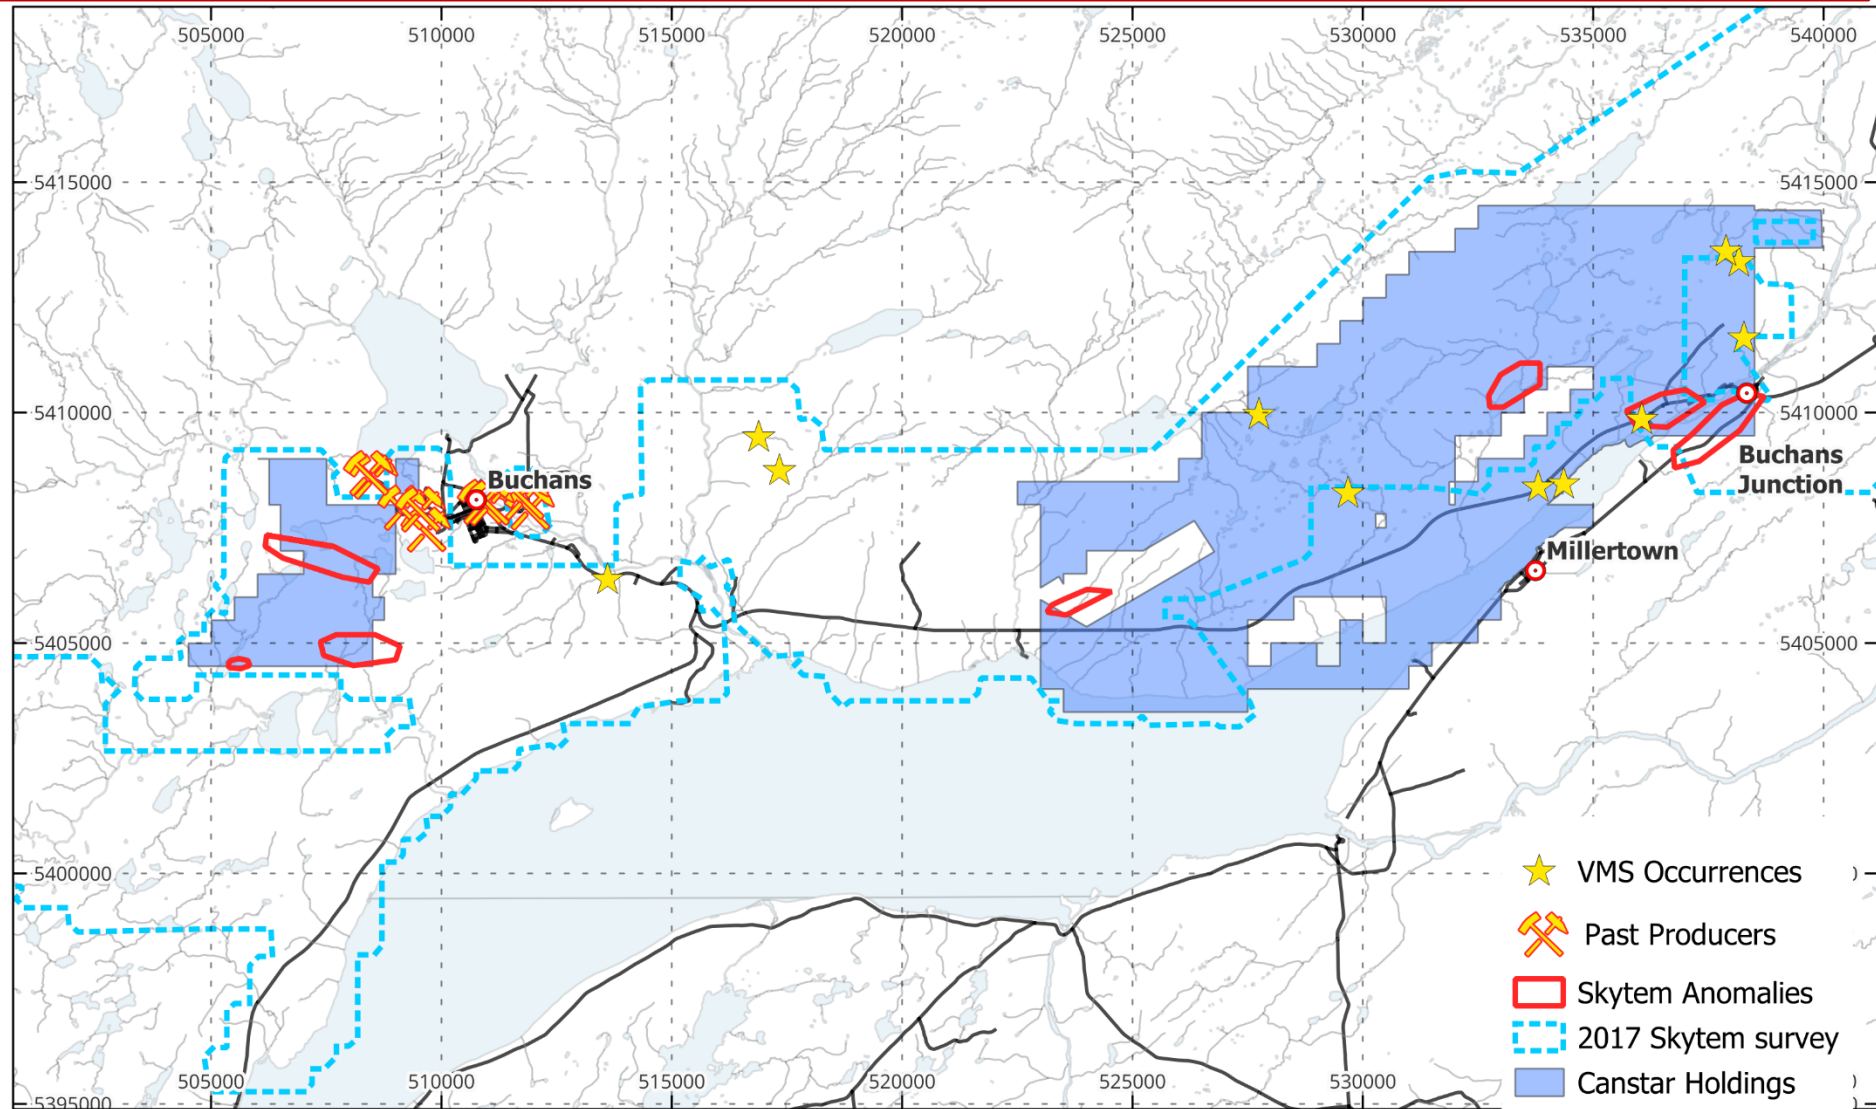 505000 510000 515000 520000 525000 530000 535000 540000
5415000 5415000
5410000 5410000
Buchans
Buchans
Junction
Millertown
5405000 5405000
5400000
VMS Occurrences
Past Producers
Skytem Anomalies
2017 Skytem survey
Canstar Holdings
505000 510000 515000 520000 525000 530000
5395000